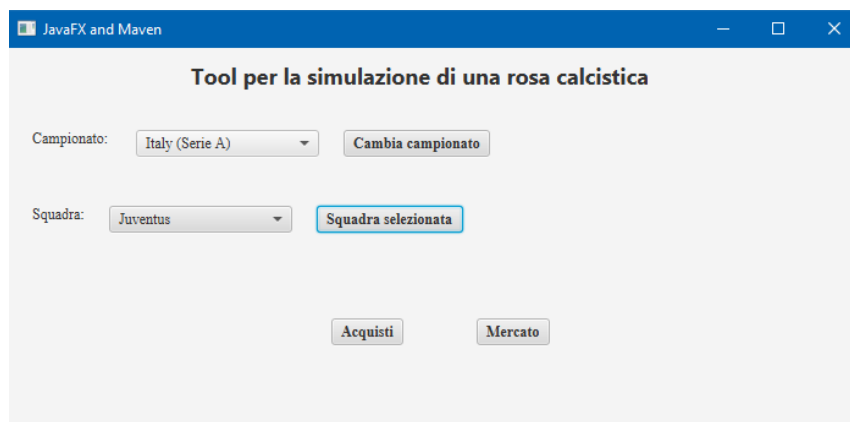 JavaFX and Maven
Tool per la simulazione di una rosa calcistica
Campionato: Italy (Serie A) Cambia campionato
Squadra: Juventus Squadra selezionata
Acquisti Mercato